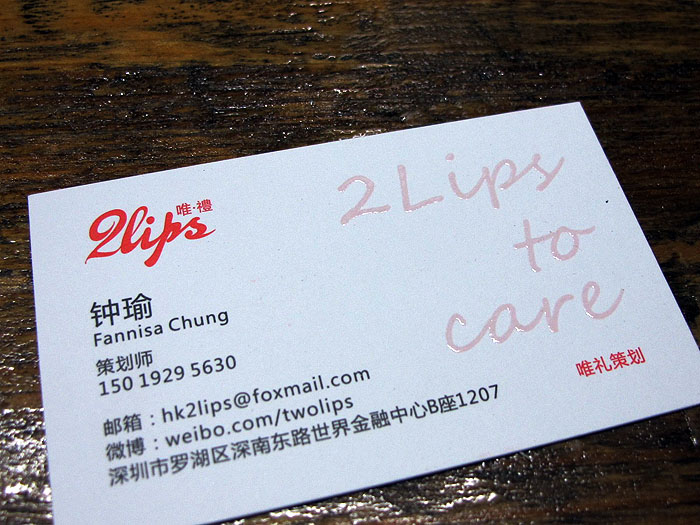 唯·禮
2lips
2Lips
to
care
钟瑜
Fannisa Chung
策划师
150 1929 5630
邮箱：hk2lips@foxmail.com
微博：weibo.com/twolips
深圳市罗湖区深南东路世界金融中心B座1207
唯礼策划